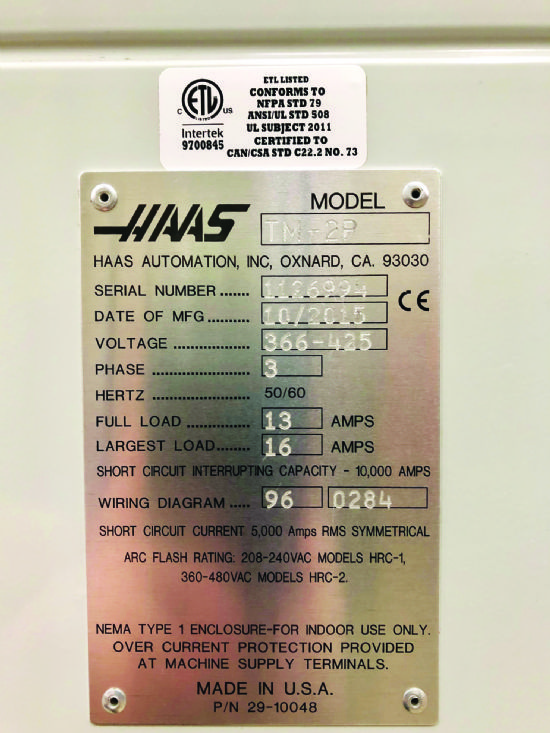 ETL LISTED
CONFORMS TO
NFPA STD 79
ANSI/UL STD 508
UL SUBJECT 2011
CERTIFIED TO
CAN/CSA STD C22.2 NO. 73
C ETL US
Intertek
9700845
HAAS
MODEL
TM-2P
HAAS AUTOMATION, INC, OXNARD, CA. 93030
SERIAL NUMBER ........ 1126994
DATE OF MFG ........... 10/2015
CE
VOLTAGE .................... 366-425
PHASE ........................ 3
HERTZ ........................ 50/60
FULL LOAD ................ 13 AMPS
LARGEST LOAD......... 16 AMPS
SHORT CIRCUIT INTERRUPTING CAPACITY - 10,000 AMPS
WIRING DIAGRAM ..... 96 0284
SHORT CIRCUIT CURRENT 5,000 Amps RMS SYMMETRICAL
ARC FLASH RATING: 208-240VAC MODELS HRC-1,
360-480VAC MODELS HRC-2.
NEMA TYPE 1 ENCLOSURE-FOR INDOOR USE ONLY.
OVER CURRENT PROTECTION PROVIDED
AT MACHINE SUPPLY TERMINALS.
MADE IN U.S.A.
P/N 29-10048